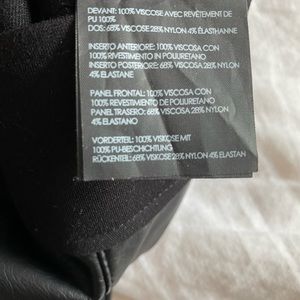 DEVANT: 100% VISCOSE AVEC REVÊTEMENT DE
PU 100%
DOS: 68% VISCOSE 28% NYLON 4% ÉLASTHANNE
INSERTO ANTERIORE: 100% VISCOSA CON
100% RIVESTIMENTO IN POLIURETANO
INSERTO POSTERIORE: 68% VISCOSA 28% NYLON
4% ELASTANE
PANEL FRONTAL: 100% VISCOSA CON
100% REVESTIMENTO DE POLIURETANO
PANEL TRASERO: 68% VISCOSA 28% NYLON
4% ELASTANO
VORDERTEIL: 100% VISKOSE MIT
100% PU-BESCHICHTUNG
RÜCKENTEIL: 68% VISKOSE 28% NYLON 4% ELASTAN